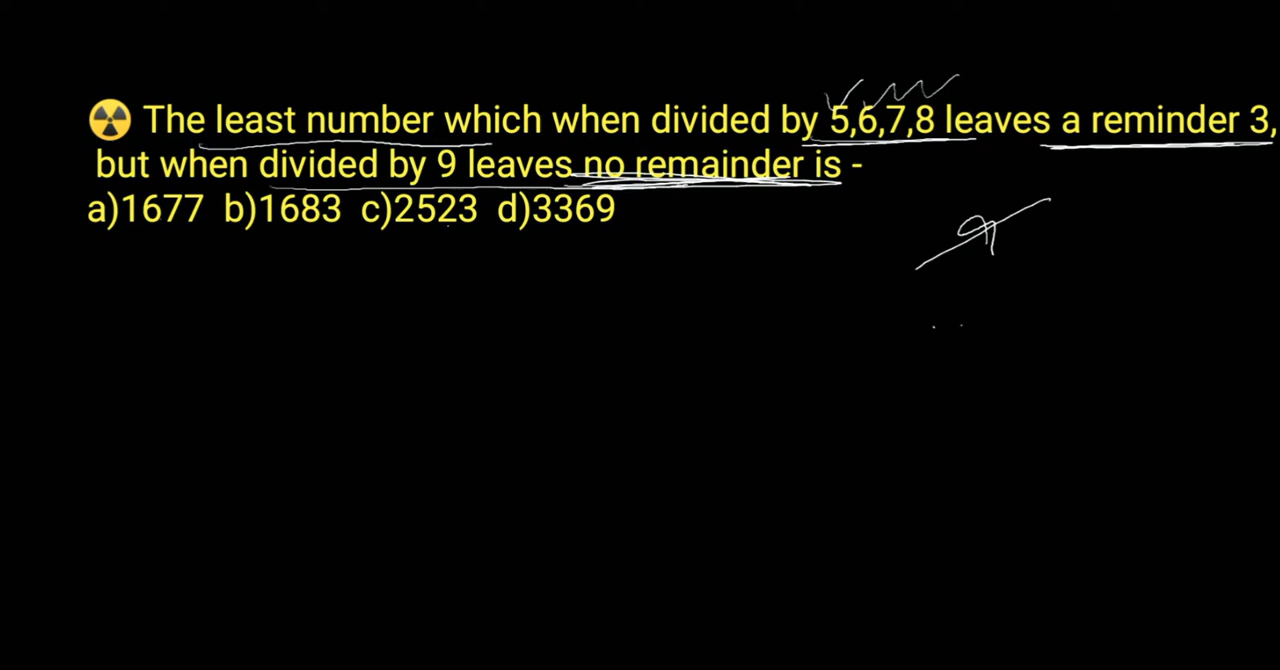 The least number which when divided by 5,6,7,8 leaves a reminder 3,
but when divided by 9 leaves no remainder is -
a)1677 b)1683 c)2523 d)3369